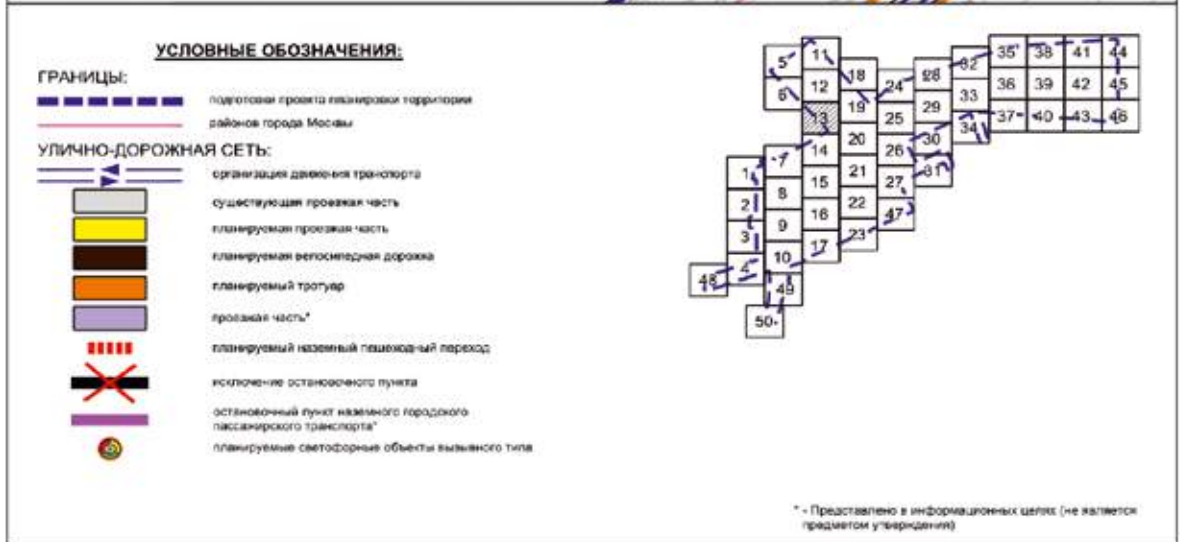 УСЛОВНЫЕ ОБОЗНАЧЕНИЯ:
ГРАНИЦЫ:
подготовки проекта планировки территории
районов города Москвы
УЛИЧНО-ДОРОЖНАЯ СЕТЬ:
организация движения транспорта
существующая проезжая часть
планируемая проезжая часть
планируемая велосипедная дорожка
планируемый тротуар
проезжая часть*
планируемый наземный пешеходный переход
исключение остановочного пункта
остановочный пункт наземного городского
пассажирского транспорта*
планируемые светофорные объекты вызывного типа
5 11 18 24 28 32 35 38 41 44
6 12 19 25 29 33 36 39 42 45
13 20 26 30 34 37 40 43 46
1 7 14 21 27 31
2 8 15 22 47
3 9 16 23
48 4 10 17
49
50
* - Представлено в информационных целях (не является
предметом утверждения)